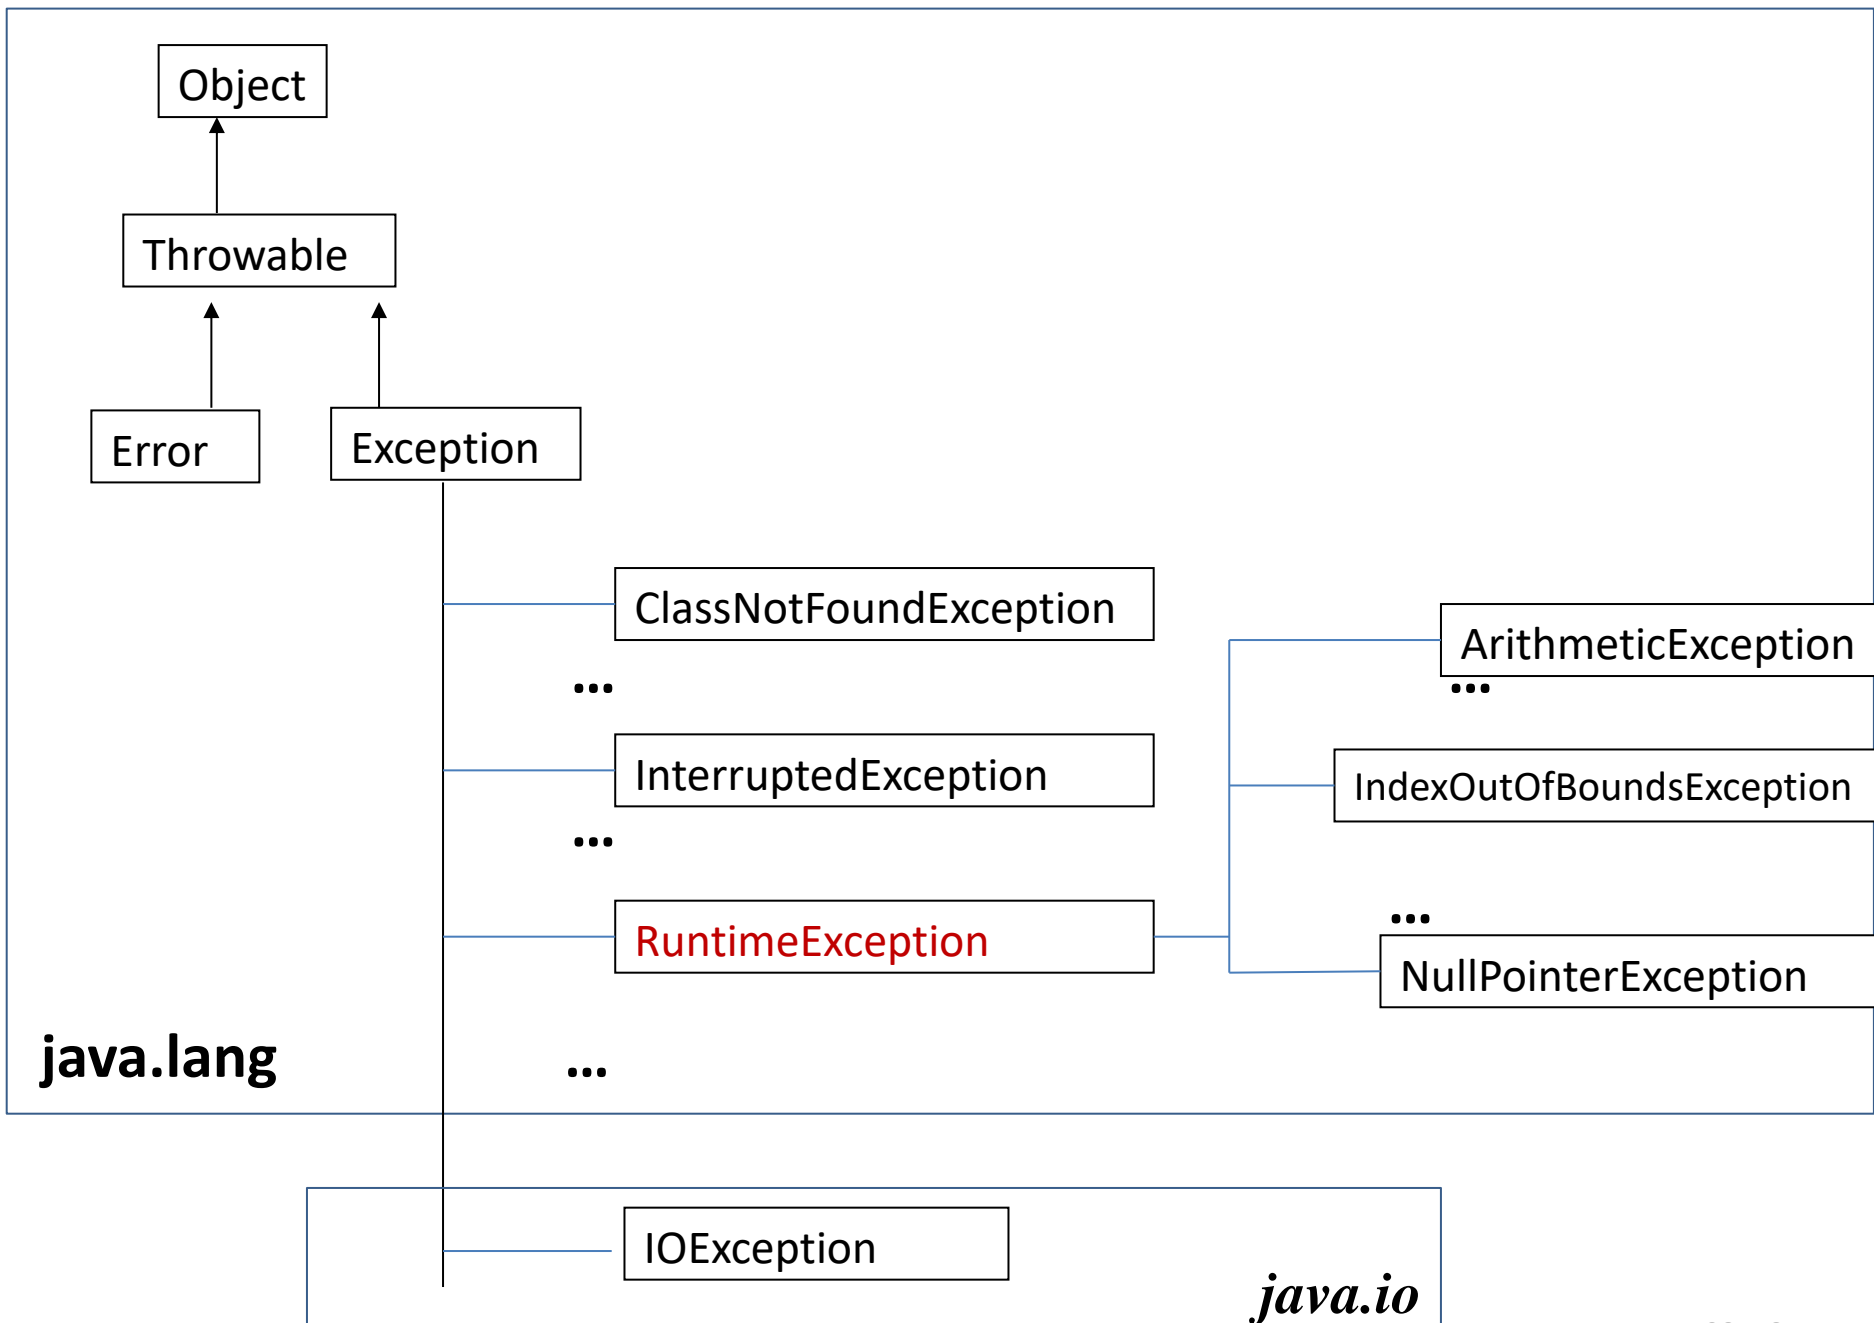 Object
Throwable
Error
Exception
ClassNotFoundException
...
InterruptedException
...
RuntimeException
...
ArithmeticException
...
IndexOutOfBoundsException
...
NullPointerException
java.lang
IOException
java.io